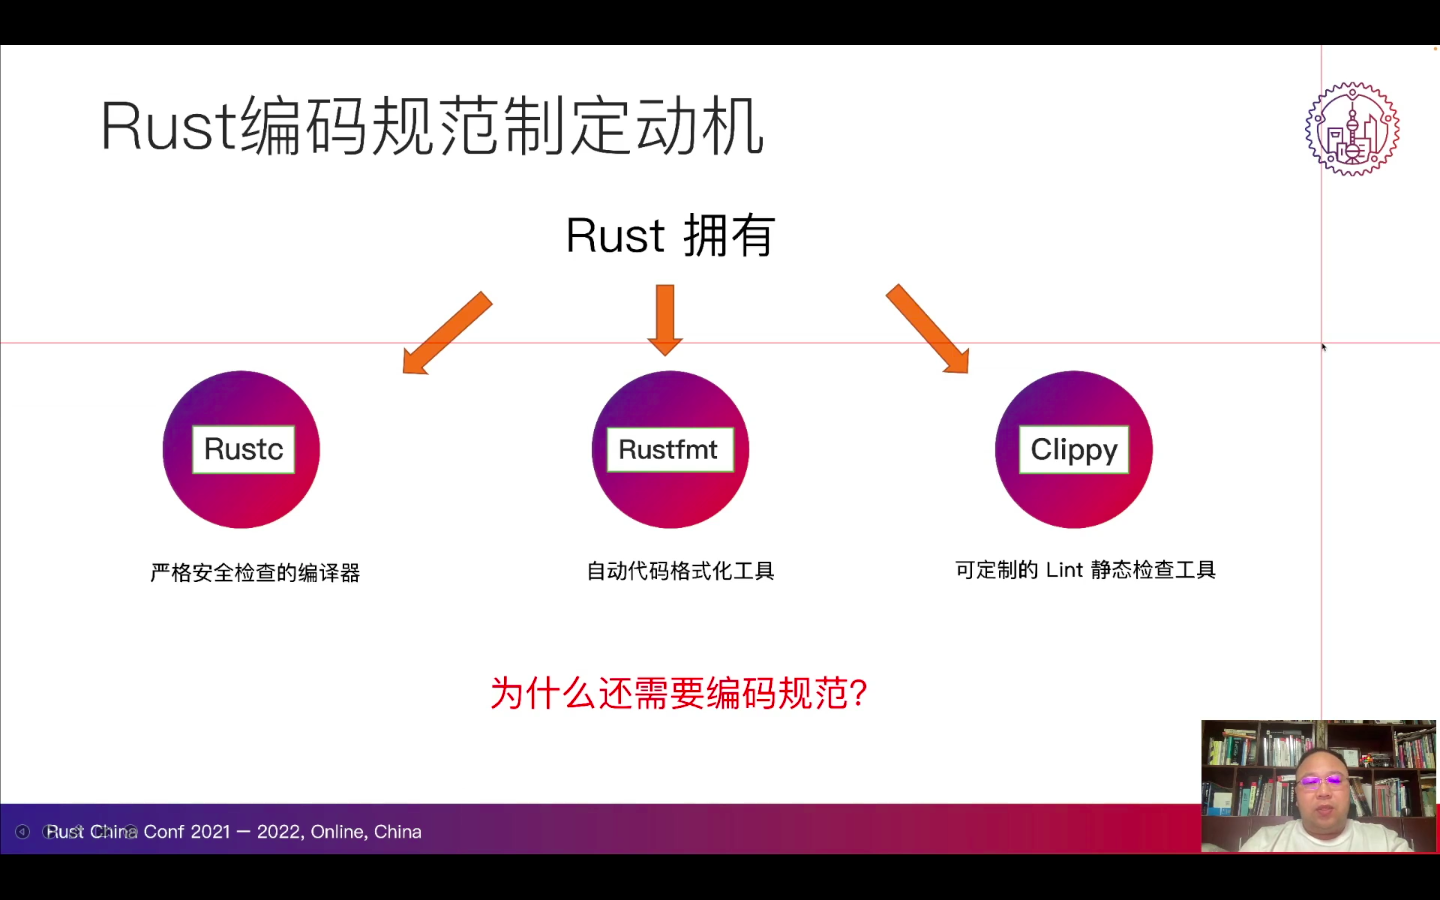 Rust编码规范制定动机
Rust 拥有
Rustc
Rustfmt
Clippy
严格安全检查的编译器
自动代码格式化工具
可定制的 Lint 静态检查工具
为什么还需要编码规范?
Rust China Conf 2021 — 2022, Online, China